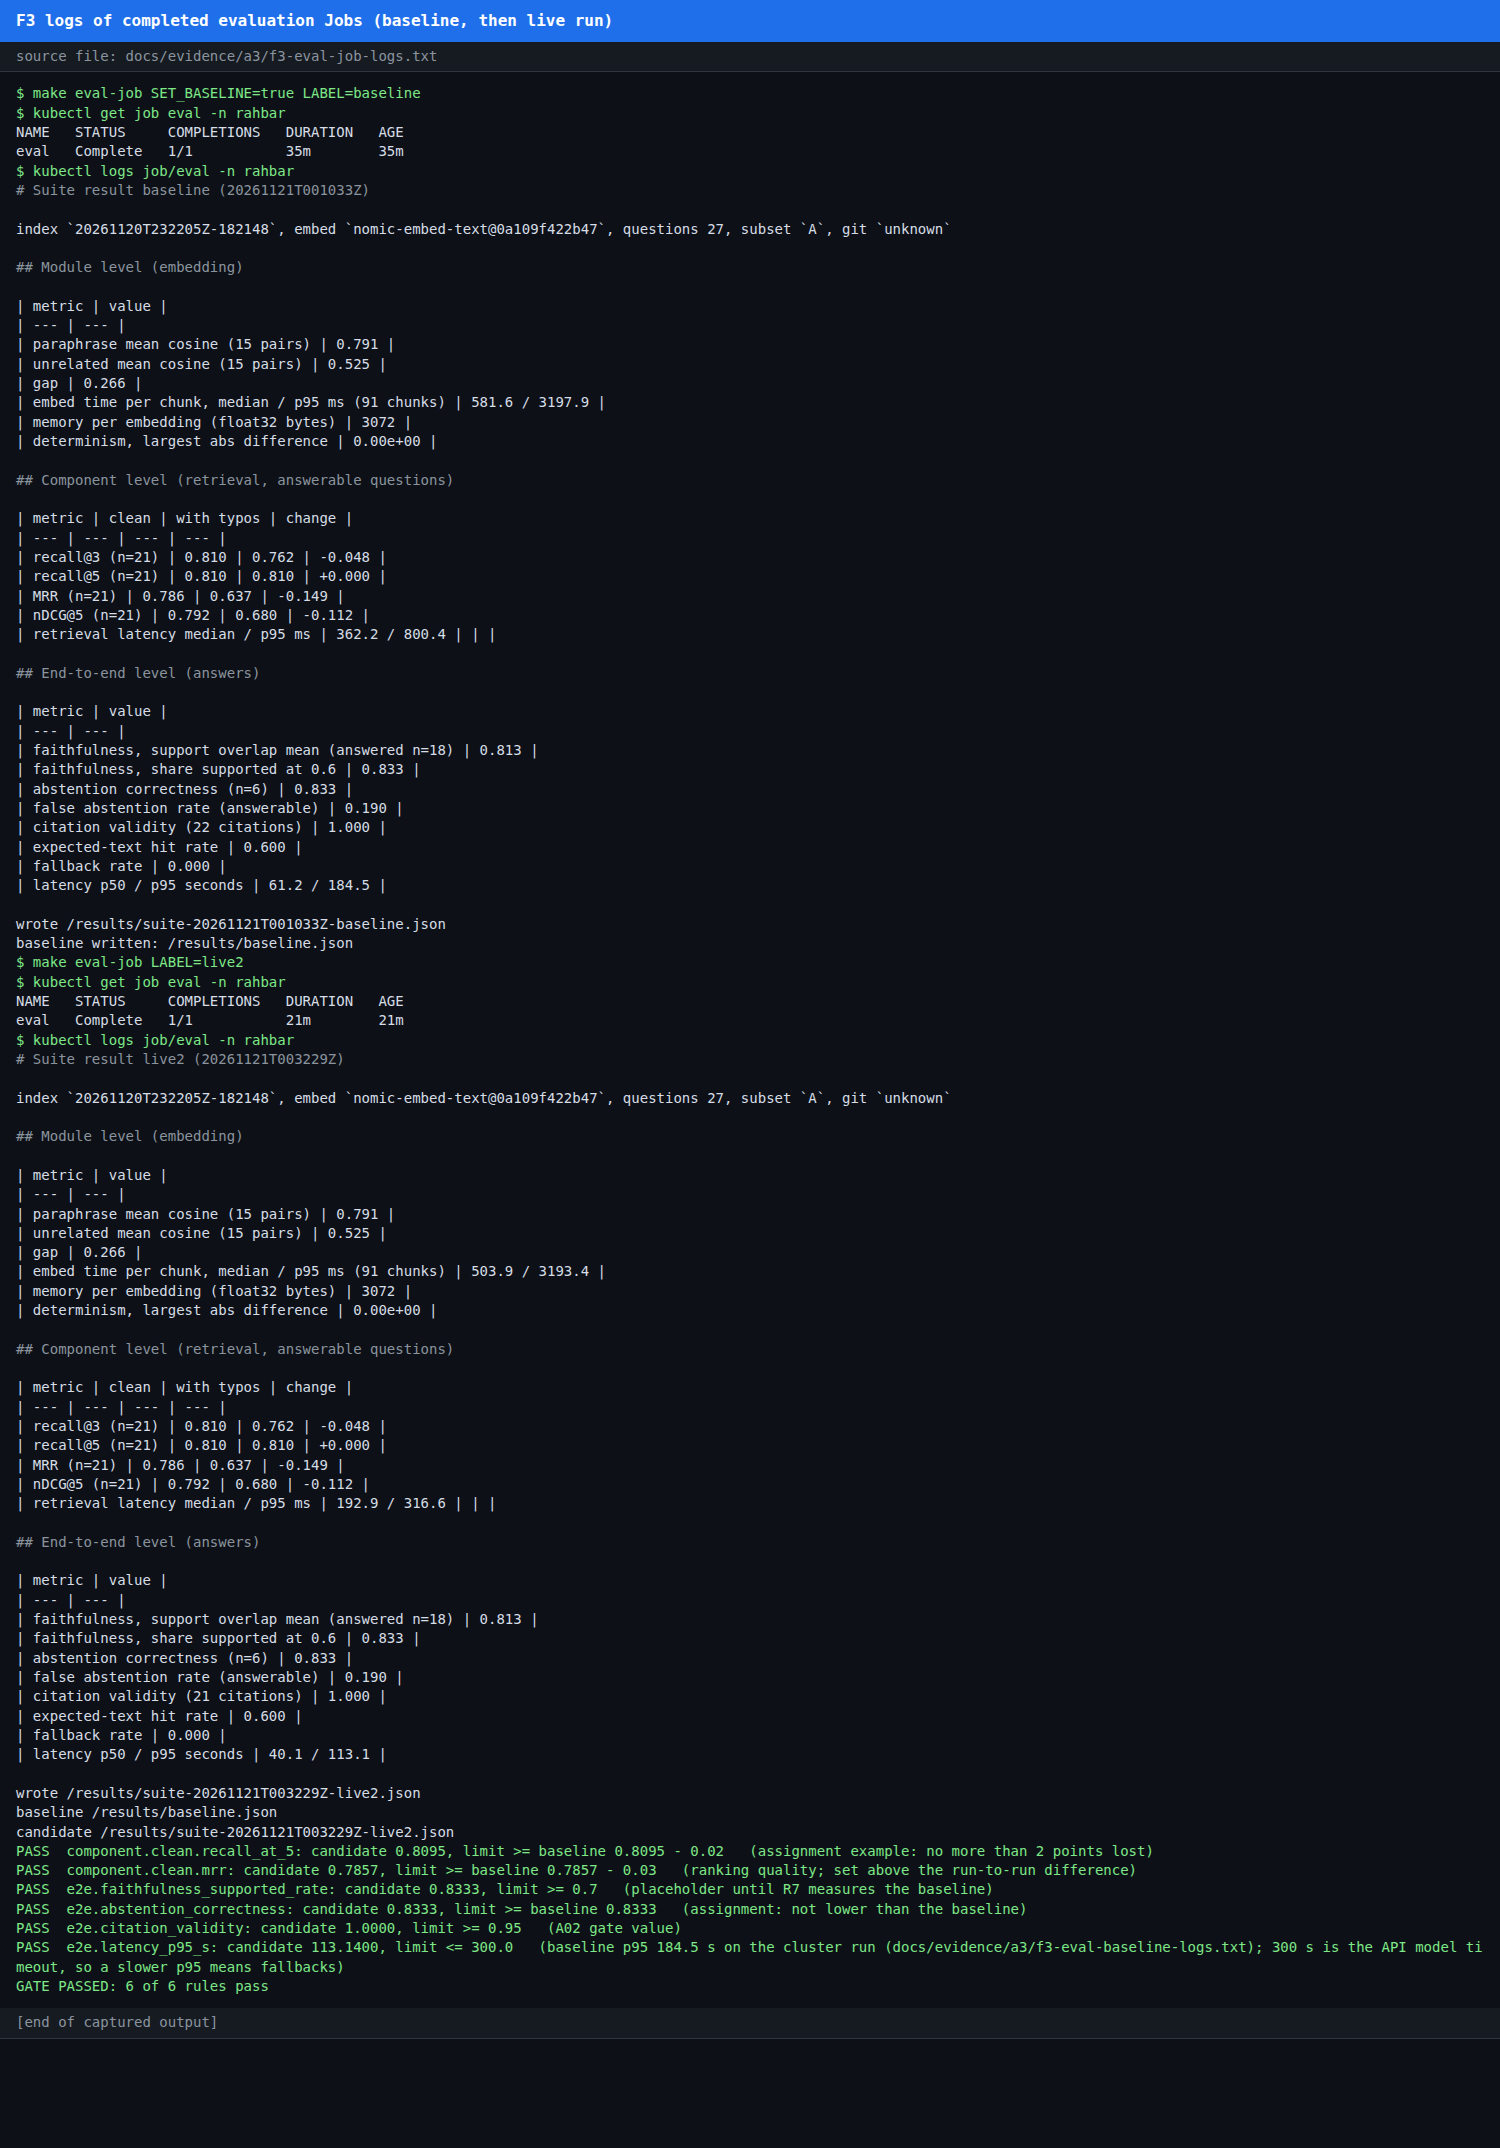 F3 logs of completed evaluation Jobs (baseline, then live run)
source file: docs/evidence/a3/f3-eval-job-logs.txt
$ make eval-job SET_BASELINE=true LABEL=baseline
$ kubectl get job eval -n rahbar
NAME   STATUS     COMPLETIONS   DURATION   AGE
eval   Complete   1/1           35m        35m
$ kubectl logs job/eval -n rahbar
# Suite result baseline (20261121T001033Z)
index `20261120T232205Z-182148`, embed `nomic-embed-text@0a109f422b47`, questions 27, subset `A`, git `unknown`
## Module level (embedding)
| metric | value |
| --- | --- |
| paraphrase mean cosine (15 pairs) | 0.791 |
| unrelated mean cosine (15 pairs) | 0.525 |
| gap | 0.266 |
| embed time per chunk, median / p95 ms (91 chunks) | 581.6 / 3197.9 |
| memory per embedding (float32 bytes) | 3072 |
| determinism, largest abs difference | 0.00e+00 |
## Component level (retrieval, answerable questions)
| metric | clean | with typos | change |
| --- | --- | --- | --- |
| recall@3 (n=21) | 0.810 | 0.762 | -0.048 |
| recall@5 (n=21) | 0.810 | 0.810 | +0.000 |
| MRR (n=21) | 0.786 | 0.637 | -0.149 |
| nDCG@5 (n=21) | 0.792 | 0.680 | -0.112 |
| retrieval latency median / p95 ms | 362.2 / 800.4 | | |
## End-to-end level (answers)
| metric | value |
| --- | --- |
| faithfulness, support overlap mean (answered n=18) | 0.813 |
| faithfulness, share supported at 0.6 | 0.833 |
| abstention correctness (n=6) | 0.833 |
| false abstention rate (answerable) | 0.190 |
| citation validity (22 citations) | 1.000 |
| expected-text hit rate | 0.600 |
| fallback rate | 0.000 |
| latency p50 / p95 seconds | 61.2 / 184.5 |
wrote /results/suite-20261121T001033Z-baseline.json
baseline written: /results/baseline.json
$ make eval-job LABEL=live2
$ kubectl get job eval -n rahbar
NAME   STATUS     COMPLETIONS   DURATION   AGE
eval   Complete   1/1           21m        21m
$ kubectl logs job/eval -n rahbar
# Suite result live2 (20261121T003229Z)
index `20261120T232205Z-182148`, embed `nomic-embed-text@0a109f422b47`, questions 27, subset `A`, git `unknown`
## Module level (embedding)
| metric | value |
| --- | --- |
| paraphrase mean cosine (15 pairs) | 0.791 |
| unrelated mean cosine (15 pairs) | 0.525 |
| gap | 0.266 |
| embed time per chunk, median / p95 ms (91 chunks) | 503.9 / 3193.4 |
| memory per embedding (float32 bytes) | 3072 |
| determinism, largest abs difference | 0.00e+00 |
## Component level (retrieval, answerable questions)
| metric | clean | with typos | change |
| --- | --- | --- | --- |
| recall@3 (n=21) | 0.810 | 0.762 | -0.048 |
| recall@5 (n=21) | 0.810 | 0.810 | +0.000 |
| MRR (n=21) | 0.786 | 0.637 | -0.149 |
| nDCG@5 (n=21) | 0.792 | 0.680 | -0.112 |
| retrieval latency median / p95 ms | 192.9 / 316.6 | | |
## End-to-end level (answers)
| metric | value |
| --- | --- |
| faithfulness, support overlap mean (answered n=18) | 0.813 |
| faithfulness, share supported at 0.6 | 0.833 |
| abstention correctness (n=6) | 0.833 |
| false abstention rate (answerable) | 0.190 |
| citation validity (21 citations) | 1.000 |
| expected-text hit rate | 0.600 |
| fallback rate | 0.000 |
| latency p50 / p95 seconds | 40.1 / 113.1 |
wrote /results/suite-20261121T003229Z-live2.json
baseline /results/baseline.json
candidate /results/suite-20261121T003229Z-live2.json
PASS  component.clean.recall_at_5: candidate 0.8095, limit >= baseline 0.8095 - 0.02   (assignment example: no more than 2 points lost)
PASS  component.clean.mrr: candidate 0.7857, limit >= baseline 0.7857 - 0.03   (ranking quality; set above the run-to-run difference)
PASS  e2e.faithfulness_supported_rate: candidate 0.8333, limit >= 0.7   (placeholder until R7 measures the baseline)
PASS  e2e.abstention_correctness: candidate 0.8333, limit >= baseline 0.8333   (assignment: not lower than the baseline)
PASS  e2e.citation_validity: candidate 1.0000, limit >= 0.95   (A02 gate value)
PASS  e2e.latency_p95_s: candidate 113.1400, limit <= 300.0   (baseline p95 184.5 s on the cluster run (docs/evidence/a3/f3-eval-baseline-logs.txt); 300 s is the API model ti
meout, so a slower p95 means fallbacks)
GATE PASSED: 6 of 6 rules pass
[end of captured output]